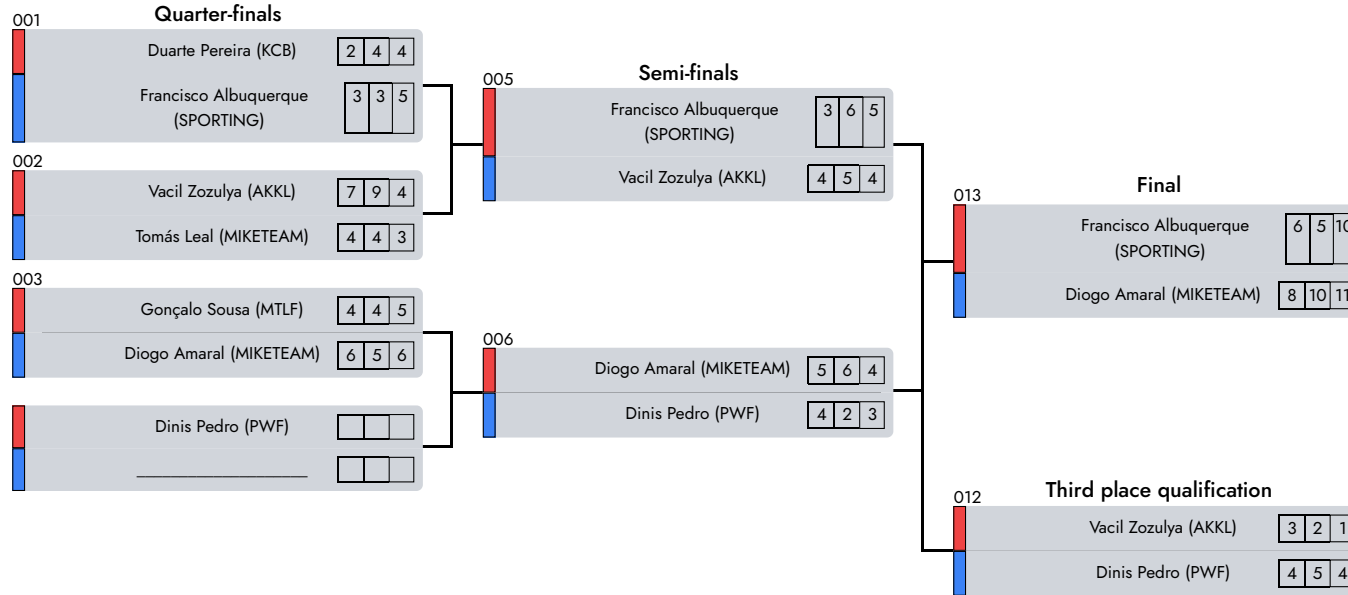 Quarter-finals
001
Duarte Pereira (KCB) 2 4 4
Francisco Albuquerque
(SPORTING) 3 3 5
002
Vacil Zozulya (AKKL) 7 9 4
Tomás Leal (MIKETEAM) 4 4 3
003
Gonçalo Sousa (MTLF) 4 4 5
Diogo Amaral (MIKETEAM) 6 5 6
Dinis Pedro (PWF)
____________________
Semi-finals
005
Francisco Albuquerque
(SPORTING) 3 6 5
Vacil Zozulya (AKKL) 4 5 4
006
Diogo Amaral (MIKETEAM) 5 6 4
Dinis Pedro (PWF) 4 2 3
Final
013
Francisco Albuquerque
(SPORTING) 6 5 10
Diogo Amaral (MIKETEAM) 8 10 11
Third place qualification
012
Vacil Zozulya (AKKL) 3 2 1
Dinis Pedro (PWF) 4 5 4